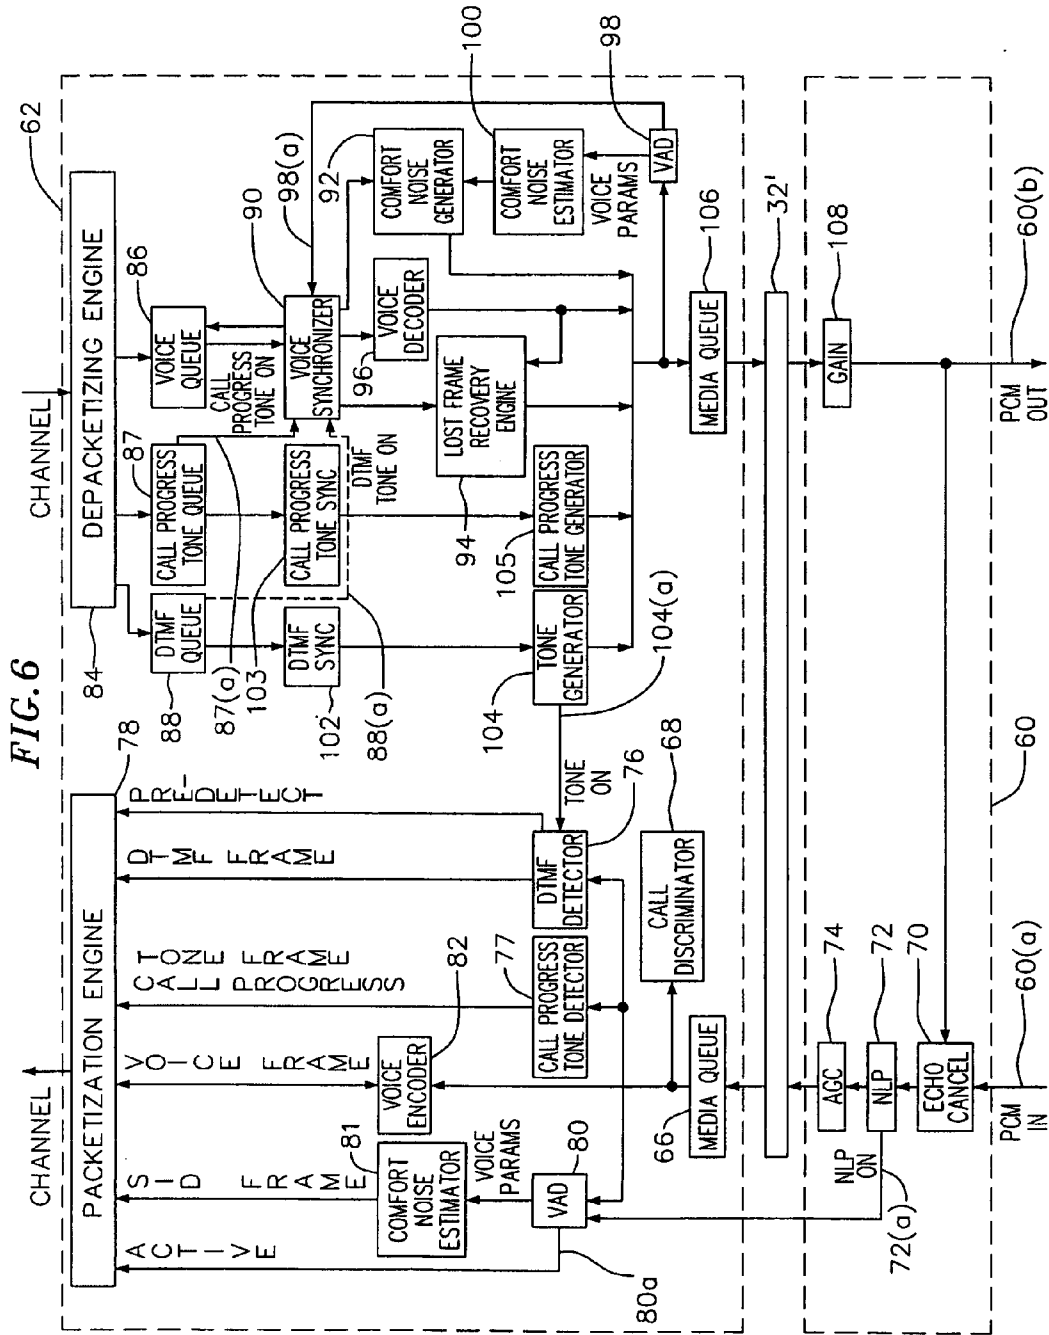 FIG. 6
CHANNEL
78
PACKETIZATION ENGINE
ACTIVE
SID FRAME
VOICE FRAME
CALL PROGRESS
TONE FRAME
DTMF FRAME
PRE-DETECT
81
COMFORT
NOISE
ESTIMATOR
VOICE
PARAMS
82
VOICE
ENCODER
80
VAD
80a
77
CALL PROGRESS
TONE DETECTOR
DTMF
DETECTOR
76
TONE
ON
CALL
DISCRIMINATOR
68
66
MEDIA QUEUE
NLP
ON
72(a)
AGC
74
NLP
72
ECHO
CANCEL
70
PCM
IN
60(a)
60
CHANNEL
62
84
DEPACKETIZING ENGINE
88
DTMF
QUEUE
87
CALL PROGRESS
TONE QUEUE
86
VOICE
QUEUE
CALL
PROGRESS
TONE ON
87(a)
103
90
98(a)
102
DTMF
SYNC
CALL PROGRESS
TONE SYNC
VOICE
SYNCHRONIZER
88(a)
DTMF
TONE ON
96
VOICE
DECODER
92
COMFORT
NOISE
GENERATOR
100
COMFORT
NOISE
ESTIMATOR
VOICE
PARAMS
98
VAD
94
LOST FRAME
RECOVERY
ENGINE
104
TONE
GENERATOR
105
CALL PROGRESS
TONE GENERATOR
104(a)
MEDIA QUEUE
106
32'
GAIN
108
PCM
OUT
60(b)